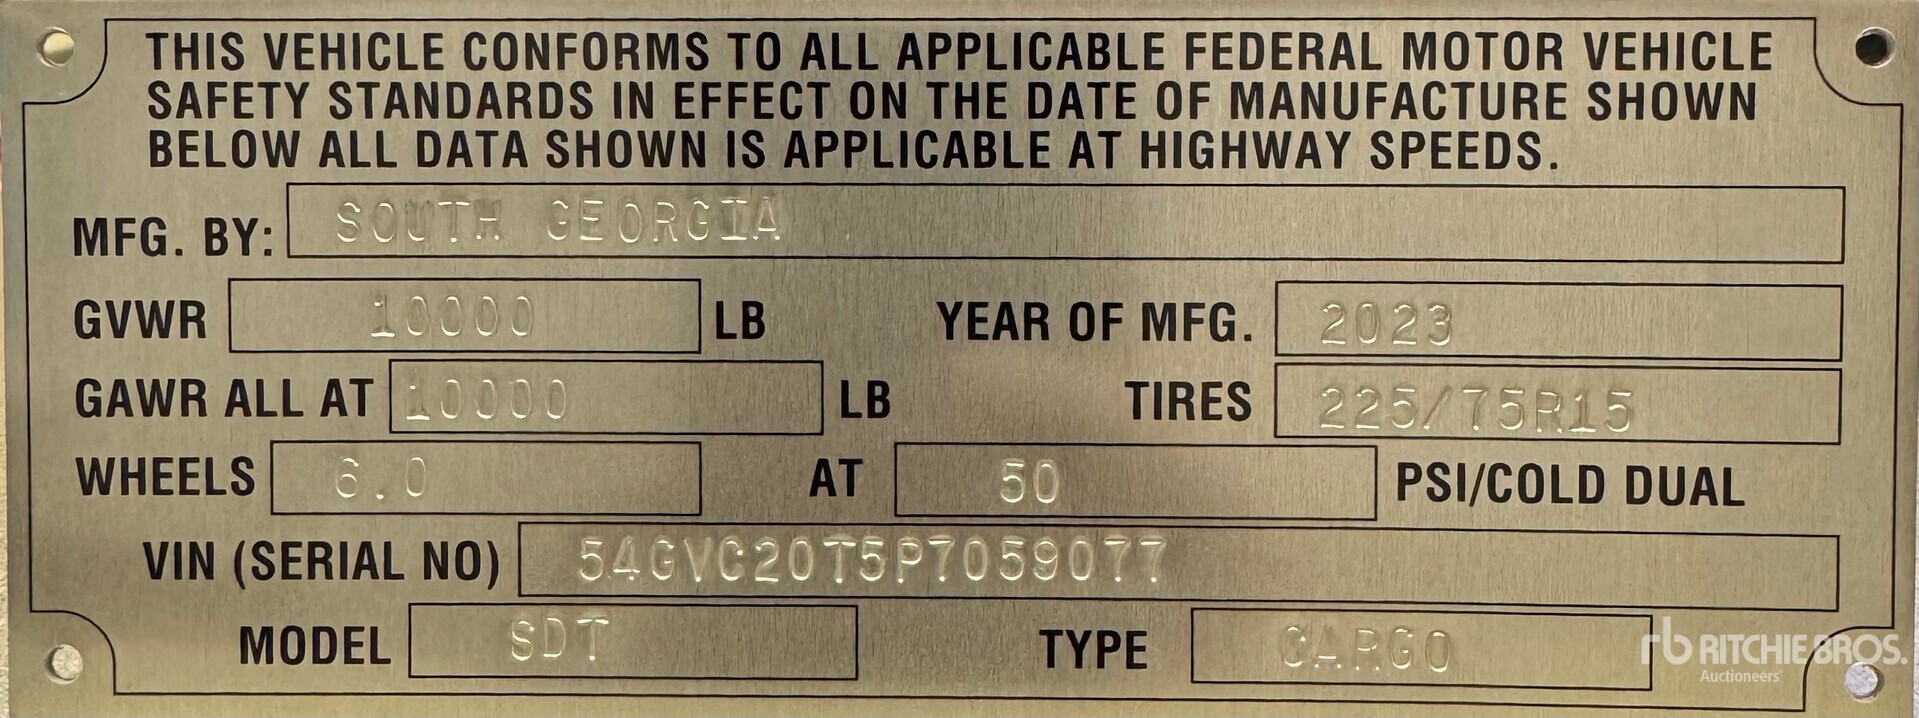 THIS VEHICLE CONFORMS TO ALL APPLICABLE FEDERAL MOTOR VEHICLE
SAFETY STANDARDS IN EFFECT ON THE DATE OF MANUFACTURE SHOWN
BELOW ALL DATA SHOWN IS APPLICABLE AT HIGHWAY SPEEDS.
MFG. BY: SOUTH GEORGIA
GVWR 10000 LB YEAR OF MFG. 2023
GAWR ALL AT 10000 LB TIRES 225/75R15
WHEELS 6.0 AT 50 PSI/COLD DUAL
VIN (SERIAL NO) 54GVC20T5P7059077
MODEL SDT TYPE CARGO
rb RITCHIE BROS.
Auctioneers